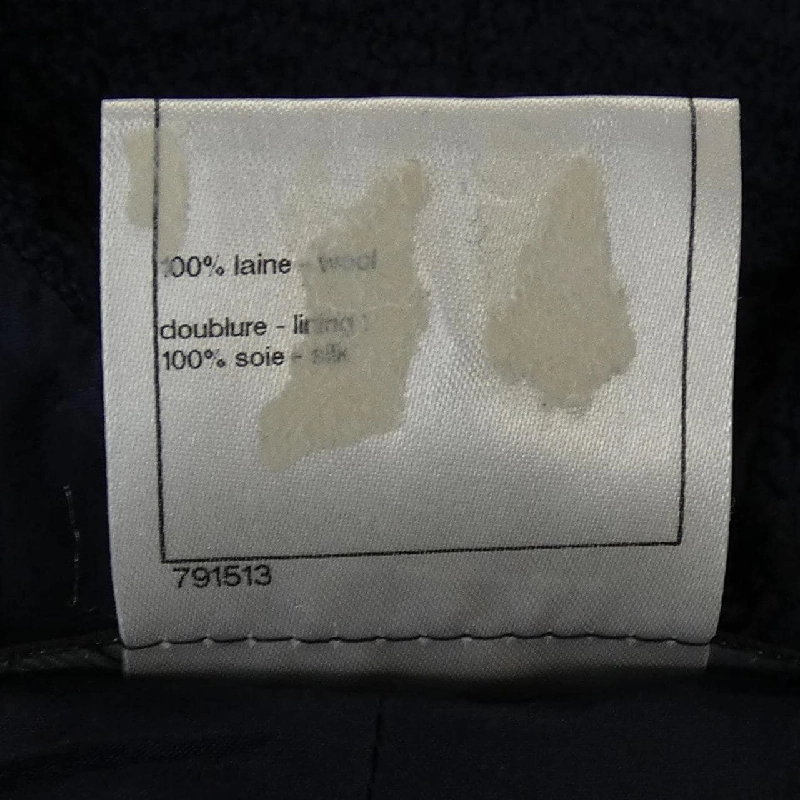 100% laine - wool
doublure - lining :
100% soie - silk
791513